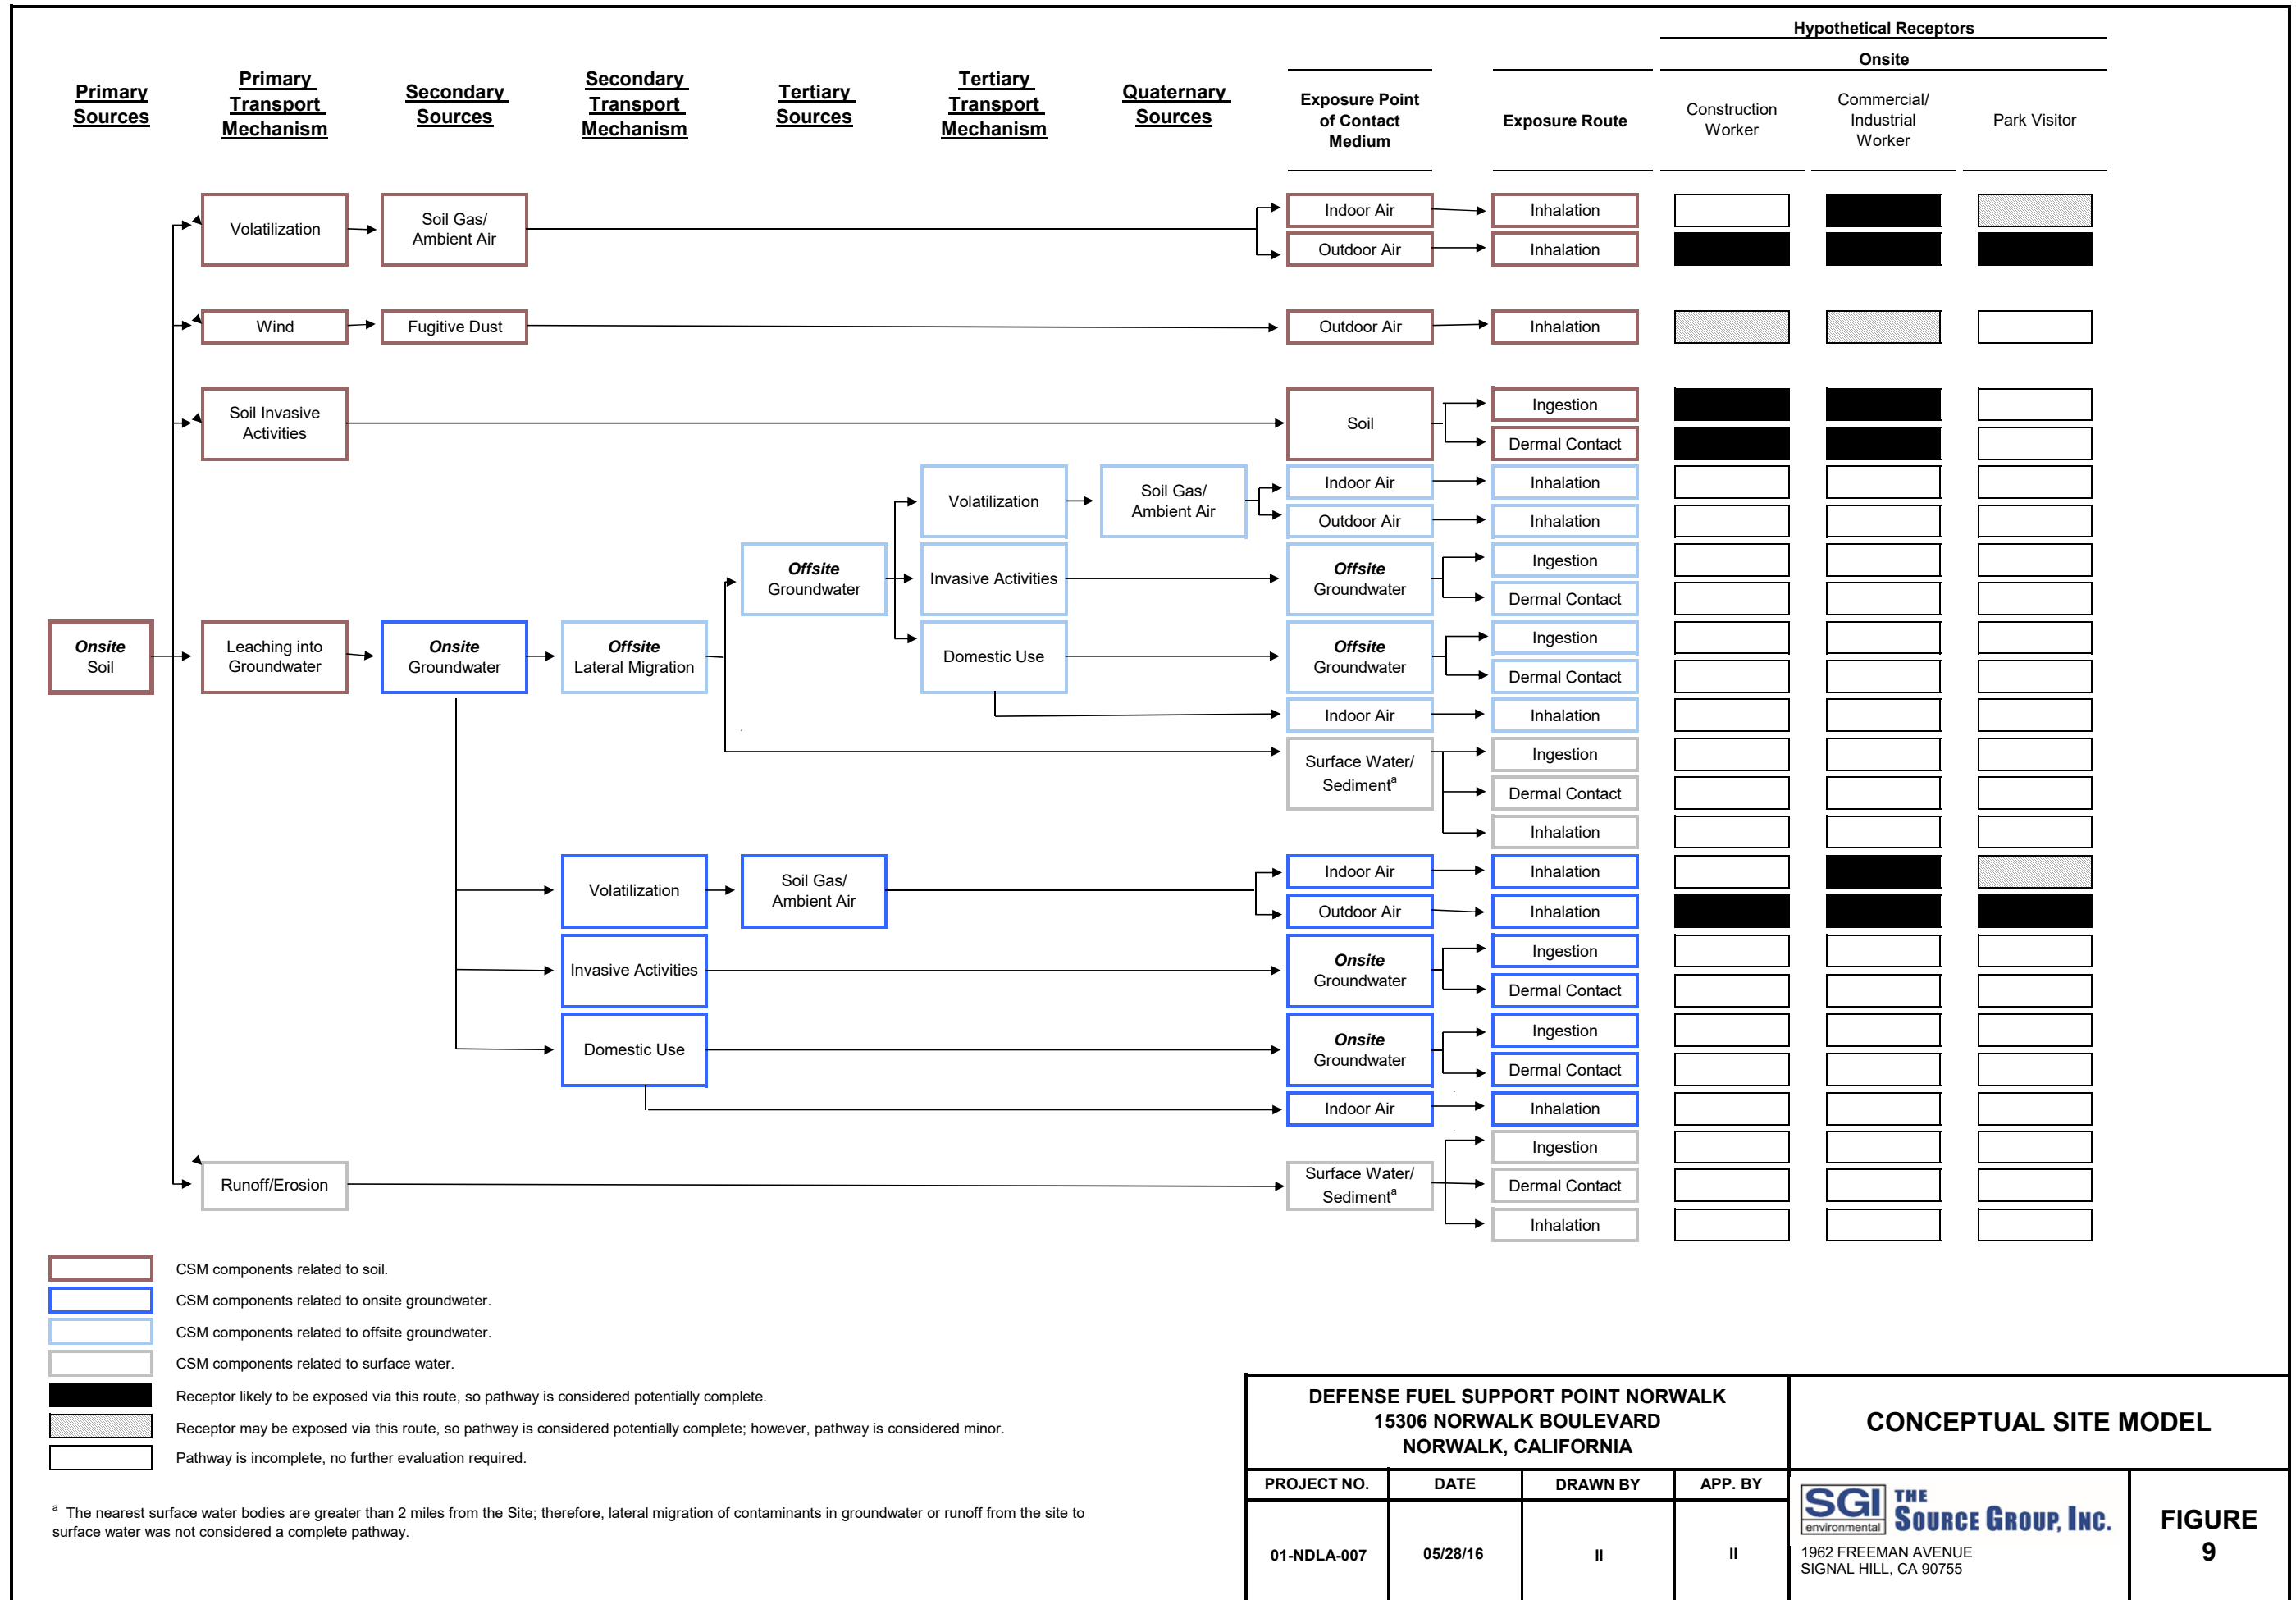 Hypothetical Receptors
Onsite
Primary
Sources
Primary
Transport
Mechanism
Secondary
Sources
Secondary
Transport
Mechanism
Tertiary
Sources
Tertiary
Transport
Mechanism
Quaternary
Sources
Exposure Point
of Contact
Medium
Exposure Route
Construction
Worker
Commercial/
Industrial
Worker
Park Visitor
Volatilization
Soil Gas/
Ambient Air
Indoor Air
Inhalation
Outdoor Air
Inhalation
Wind
Fugitive Dust
Outdoor Air
Inhalation
Soil Invasive
Activities
Soil
Ingestion
Dermal Contact
Volatilization
Soil Gas/
Ambient Air
Indoor Air
Inhalation
Outdoor Air
Inhalation
Offsite
Groundwater
Invasive Activities
Offsite
Groundwater
Ingestion
Dermal Contact
Onsite
Soil
Leaching into
Groundwater
Onsite
Groundwater
Offsite
Lateral Migration
Domestic Use
Offsite
Groundwater
Ingestion
Dermal Contact
Indoor Air
Inhalation
Surface Water/
Sediment a
Ingestion
Dermal Contact
Inhalation
Volatilization
Soil Gas/
Ambient Air
Indoor Air
Inhalation
Outdoor Air
Inhalation
Invasive Activities
Onsite
Groundwater
Ingestion
Dermal Contact
Domestic Use
Onsite
Groundwater
Ingestion
Dermal Contact
Indoor Air
Inhalation
Runoff/Erosion
Surface Water/
Sediment a
Ingestion
Dermal Contact
Inhalation
CSM components related to soil.
CSM components related to onsite groundwater.
CSM components related to offsite groundwater.
CSM components related to surface water.
Receptor likely to be exposed via this route, so pathway is considered potentially complete.
Receptor may be exposed via this route, so pathway is considered potentially complete; however, pathway is considered minor.
Pathway is incomplete, no further evaluation required.
a The nearest surface water bodies are greater than 2 miles from the Site; therefore, lateral migration of contaminants in groundwater or runoff from the site to
surface water was not considered a complete pathway.
DEFENSE FUEL SUPPORT POINT NORWALK
15306 NORWALK BOULEVARD
NORWALK, CALIFORNIA
CONCEPTUAL SITE MODEL
PROJECT NO.
DATE
DRAWN BY
APP. BY
01-NDLA-007
05/28/16
II
II
SGI
environmental
THE
SOURCE GROUP, INC.
1962 FREEMAN AVENUE
SIGNAL HILL, CA 90755
FIGURE
9